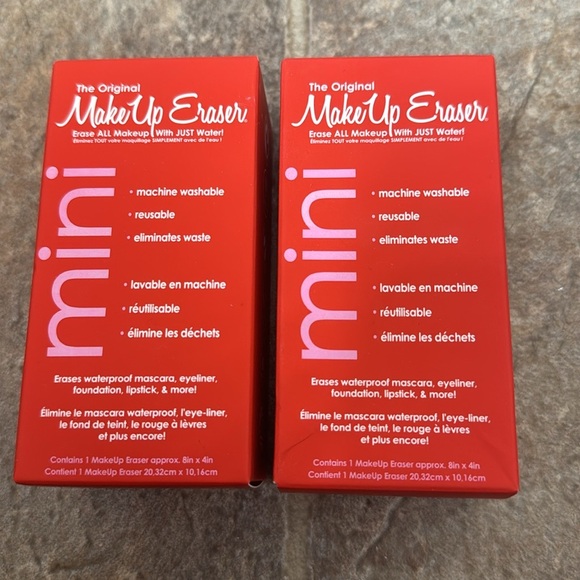 The Original
MakeUp Eraser
Erase ALL Makeup With JUST Water!
Éliminez TOUT votre maquillage SIMPLEMENT avec de l'eau !
mini
• machine washable
• reusable
• eliminates waste
• lavable en machine
• réutilisable
• élimine les déchets
Erases waterproof mascara, eyeliner,
foundation, lipstick, & more!
Élimine le mascara waterproof, l'eye-liner,
le fond de teint, le rouge à lèvres
et plus encore!
Contains 1 MakeUp Eraser approx. 8in x 4in
Contient 1 MakeUp Eraser 20,32cm x 10,16cm
The Original
MakeUp Eraser
Erase ALL Makeup With JUST Water!
Éliminez TOUT votre maquillage SIMPLEMENT avec de l'eau !
mini
• machine washable
• reusable
• eliminates waste
• lavable en machine
• réutilisable
• élimine les déchets
Erases waterproof mascara, eyeliner,
foundation, lipstick, & more!
Élimine le mascara waterproof, l'eye-liner,
le fond de teint, le rouge à lèvres
et plus encore!
Contains 1 MakeUp Eraser approx. 8in x 4in
Contient 1 MakeUp Eraser 20,32cm x 10,16cm